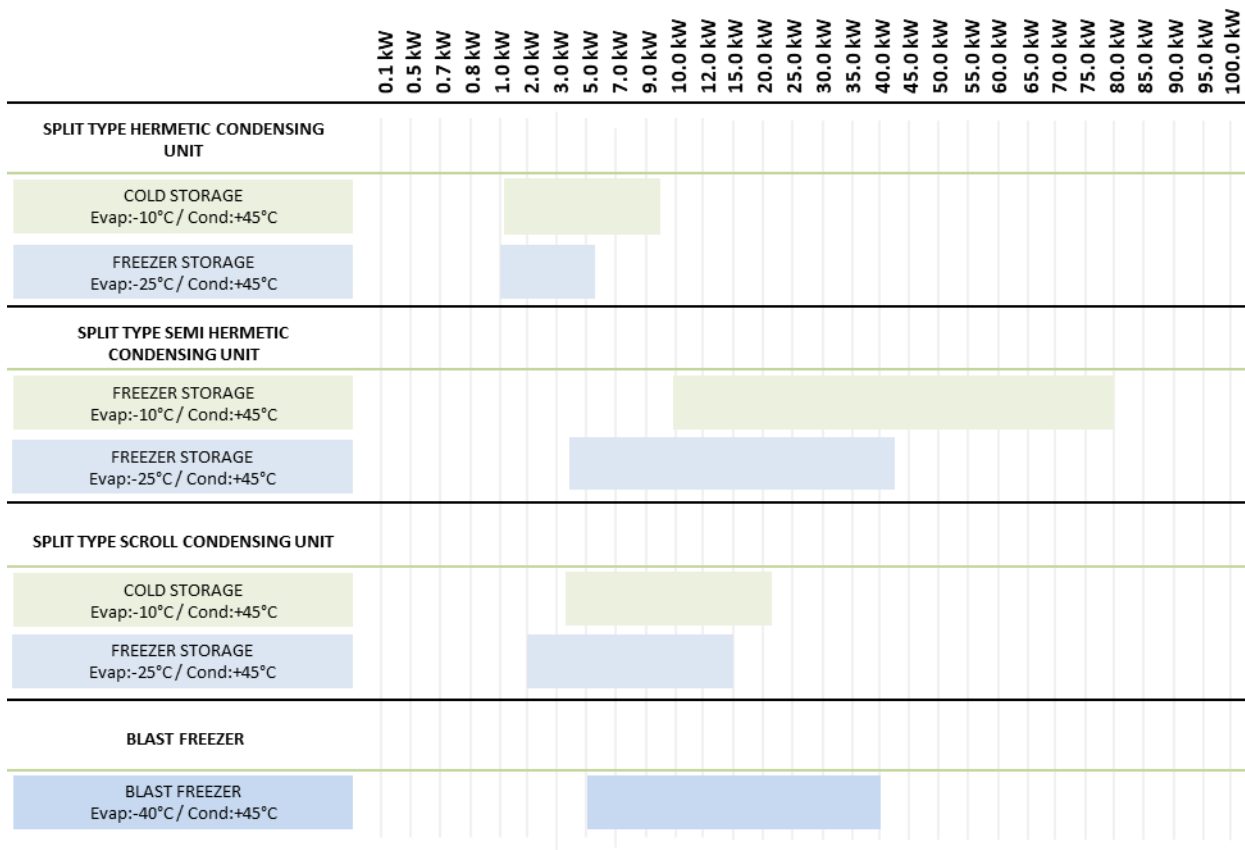 0.1 kW 0.5 kW 0.7 kW 0.8 kW 1.0 kW 2.0 kW 3.0 kW 5.0 kW 7.0 kW 9.0 kW 10.0 kW 12.0 kW 15.0 kW 20.0 kW 25.0 kW 30.0 kW 35.0 kW 40.0 kW 45.0 kW 50.0 kW 55.0 kW 60.0 kW 65.0 kW 70.0 kW 75.0 kW 80.0 kW 85.0 kW 90.0 kW 95.0 kW 100.0 kW
SPLIT TYPE HERMETIC CONDENSING
UNIT
COLD STORAGE
Evap:-10°C / Cond:+45°C
FREEZER STORAGE
Evap:-25°C / Cond:+45°C
SPLIT TYPE SEMI HERMETIC
CONDENSING UNIT
FREEZER STORAGE
Evap:-10°C / Cond:+45°C
FREEZER STORAGE
Evap:-25°C / Cond:+45°C
SPLIT TYPE SCROLL CONDENSING UNIT
COLD STORAGE
Evap:-10°C / Cond:+45°C
FREEZER STORAGE
Evap:-25°C / Cond:+45°C
BLAST FREEZER
BLAST FREEZER
Evap:-40°C / Cond:+45°C